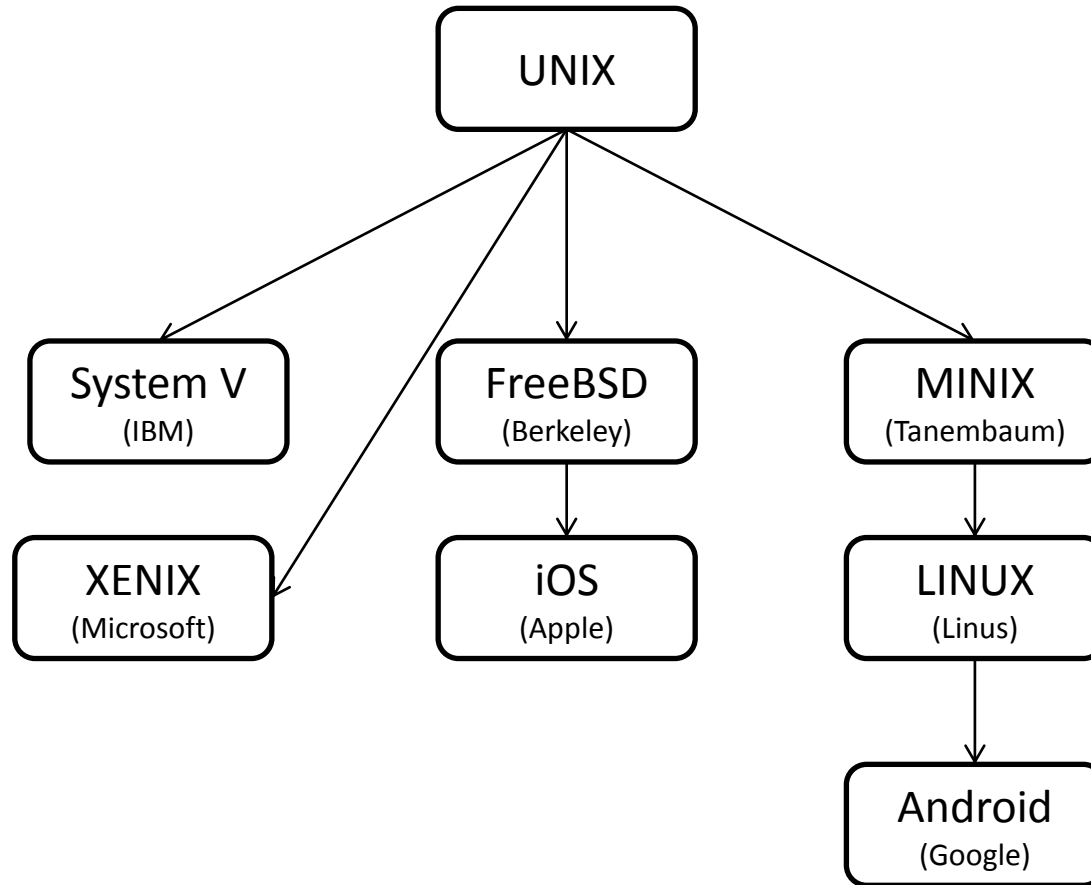 UNIX
System V
(IBM)
FreeBSD
(Berkeley)
MINIX
(Tanembaum)
XENIX
(Microsoft)
iOS
(Apple)
LINUX
(Linus)
Android
(Google)